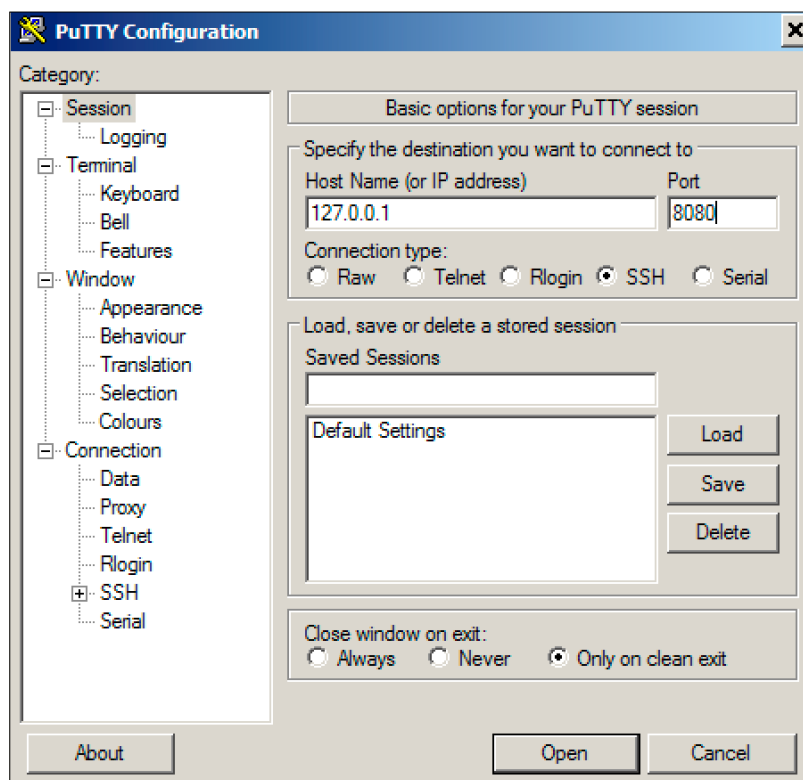 PuTTY Configuration
Category:
Session
Logging
Terminal
Keyboard
Bell
Features
Window
Appearance
Behaviour
Translation
Selection
Colours
Connection
Data
Proxy
Telnet
Rlogin
SSH
Serial
Basic options for your PuTTY session
Specify the destination you want to connect to
Host Name (or IP address) Port
127.0.0.1 8080
Connection type:
Raw Telnet Rlogin SSH Serial
Load, save or delete a stored session
Saved Sessions
Default Settings
Load
Save
Delete
Close window on exit:
Always Never Only on clean exit
About Open Cancel